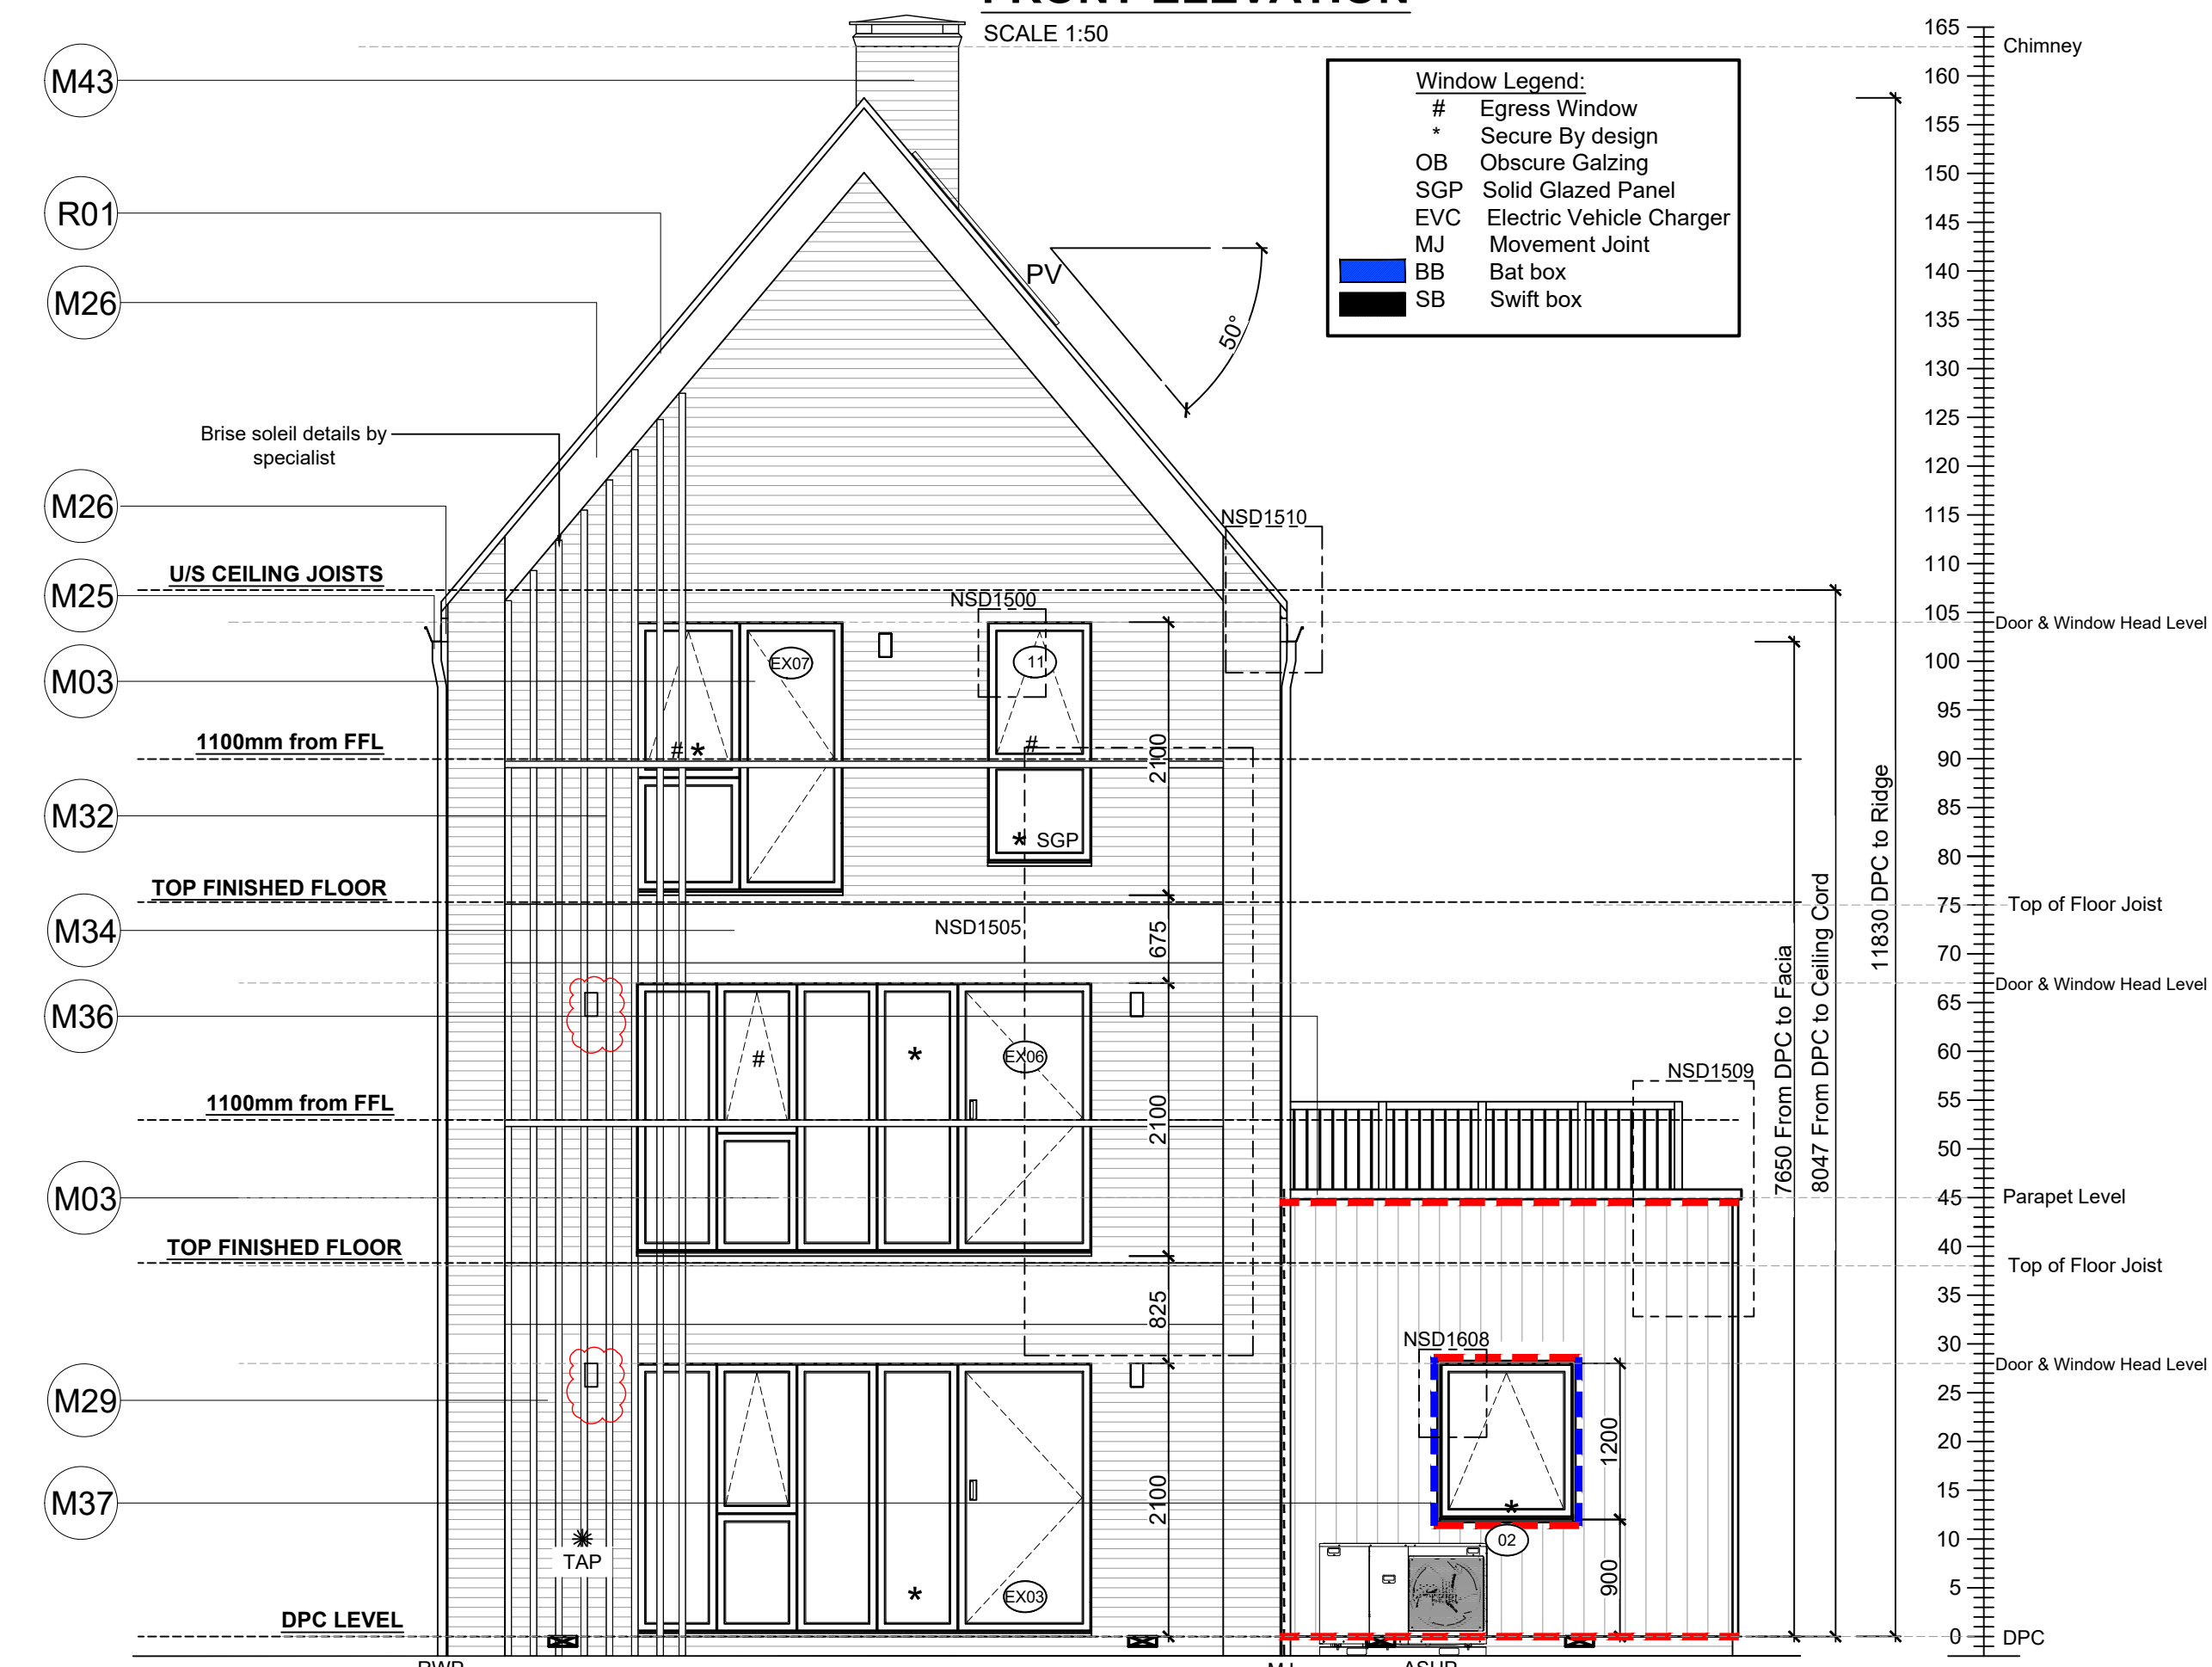 FRONT ELEVATION
SCALE 1:50
Window Legend:
# Egress Window
* Secure By design
OB Obscure Galzing
SGP Solid Glazed Panel
EVC Electric Vehicle Charger
MJ Movement Joint
BB Bat box
SB Swift box
M43
R01
M26
Brise soleil details by
specialist
M26
U/S CEILING JOISTS
M25
M03
1100mm from FFL
M32
TOP FINISHED FLOOR
M34
M36
1100mm from FFL
M03
TOP FINISHED FLOOR
M29
M37
DPC LEVEL
PV
50°
NSD1510
NSD1500
EX07
11
# *
#
* SGP
2100
NSD1505
675
#
*
EX06
2100
825
2100
*
EX03
TAP
NSD1509
NSD1608
1200
*
02
900
7650 From DPC to Facia
8047 From DPC to Ceiling Cord
11830 DPC to Ridge
165
Chimney
160
155
150
145
140
135
130
125
120
115
110
105
Door & Window Head Level
100
95
90
85
80
75
Top of Floor Joist
70
65
Door & Window Head Level
60
55
50
45
Parapet Level
40
Top of Floor Joist
35
30
Door & Window Head Level
25
20
15
10
5
0
DPC
RWP
MJ
ASHP